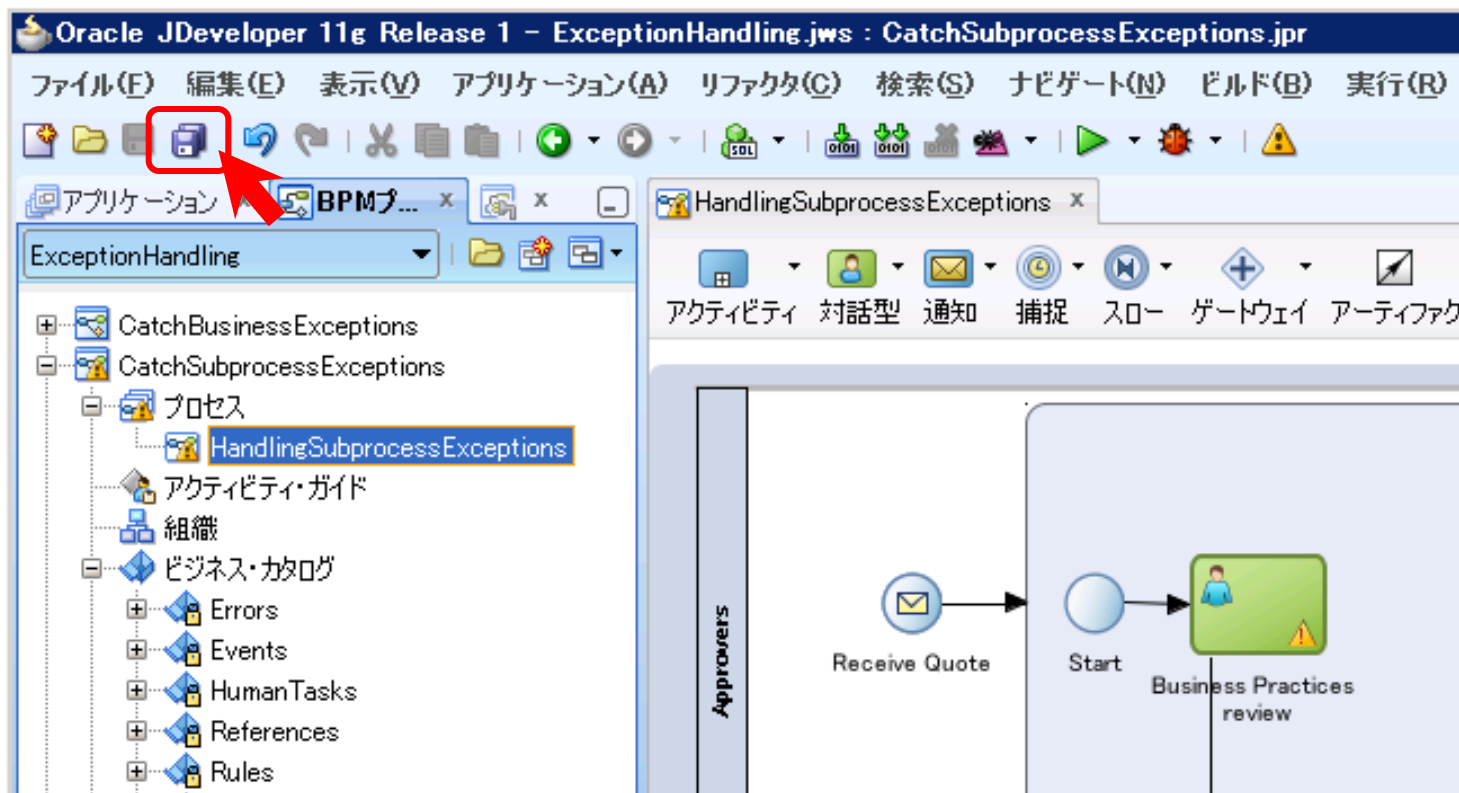 Oracle JDeveloper 11g Release 1 - ExceptionHandling.jws : CatchSubprocessExceptions.jpr
ファイル(F) 編集(E) 表示(V) アプリケーション(A) リファクタ(C) 検索(S) ナビゲート(N) ビルド(B) 実行(R)
SQL
アプリケーション
BPMプ...
HandlingSubprocessExceptions
ExceptionHandling
アクティビティ 対話型 通知 捕捉 スロー ゲートウェイ アーティファク
CatchBusinessExceptions
CatchSubprocessExceptions
プロセス
HandlingSubprocessExceptions
アクティビティ・ガイド
組織
ビジネス・カタログ
Errors
Events
HumanTasks
References
Rules
Approvers
Receive Quote
Start
Business Practices
review